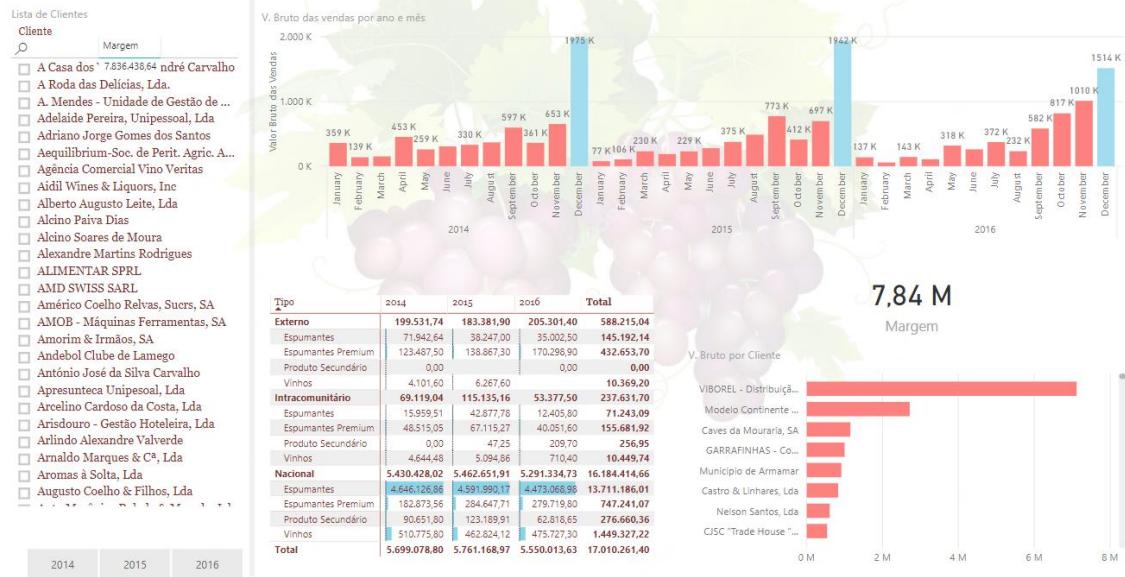 Lista de Clientes
Cliente
Margem
A Casa dos
7.836.438,64
ndré Carvalho
A Roda das Delícias, Lda.
A. Mendes - Unidade de Gestão de ...
Adelaide Pereira, Unipessoal, Lda
Adriano Jorge Gomes dos Santos
Aequilibrium-Soc. de Perit. Agric. A...
Agência Comercial Vino Veritas
Aidil Wines & Liquors, Inc
Alberto Augusto Leite, Lda
Alcino Paiva Dias
Alcino Soares de Moura
Alexandre Martins Rodrigues
ALIMENTAR SPRL
AMD SWISS SARL
Américo Coelho Relvas, Sucrs, SA
AMOB - Máquinas Ferramentas, SA
Amorim & Irmãos, SA
Andebol Clube de Lamego
António José da Silva Carvalho
Apresunteca Unipesoal, Lda
Arcelino Cardoso da Costa, Lda
Arisdouro - Gestão Hoteleira, Lda
Arlindo Alexandre Valverde
Arnaldo Marques & Cª, Lda
Aromas à Solta, Lda
Augusto Coelho & Filhos, Lda
2014 2015 2016
V. Bruto das vendas por ano e mês
Valor Bruto das Vendas
2.000 K
1.000 K
0 K
359 K 139 K 453 K 259 K 330 K 597 K 361 K 653 K 1975 K
77 K 106 K 230 K 229 K 375 K 773 K 412 K 697 K 1942 K
137 K 143 K 318 K 372 K 232 K 582 K 817 K 1010 K 1514 K
January February March April May June July August September October November December
January February March April May June July August September October November December
January February March April May June July August September October November December
2014 2015 2016
Tipo 2014 2015 2016 Total
Externo 199.531,74 183.381,90 205.301,40 588.215,04
Espumantes 71.942,64 38.247,00 35.002,50 145.192,14
Espumantes Premium 123.487,50 138.867,30 170.298,90 432.653,70
Produto Secundário 0,00 0,00 0,00
Vinhos 4.101,60 6.267,60 10.369,20
Intracomunitário 69.119,04 115.135,16 53.377,50 237.631,70
Espumantes 15.959,51 42.877,78 12.405,80 71.243,09
Espumantes Premium 48.515,05 67.115,27 40.051,60 155.681,92
Produto Secundário 0,00 47,25 209,70 256,95
Vinhos 4.644,48 5.094,86 710,40 10.449,74
Nacional 5.430.428,02 5.462.651,91 5.291.334,73 16.184.414,66
Espumantes 4.646.126,86 4.591.990,17 4.473.068,98 13.711.186,01
Espumantes Premium 182.873,56 284.647,71 279.719,80 747.241,07
Produto Secundário 90.651,80 123.189,91 62.818,65 276.660,36
Vinhos 510.775,80 462.824,12 475.727,30 1.449.327,22
Total 5.699.078,80 5.761.168,97 5.550.013,63 17.010.261,40
7,84 M
Margem
V. Bruto por Cliente
VIBOREL - Distribuiçã...
Modelo Continente ...
Caves da Mouraria, SA
GARRAFINHAS - Co...
Município de Armamar
Castro & Linhares, Lda
Nelson Santos, Lda
CJSC "Trade House "...
0 M 2 M 4 M 6 M 8 M